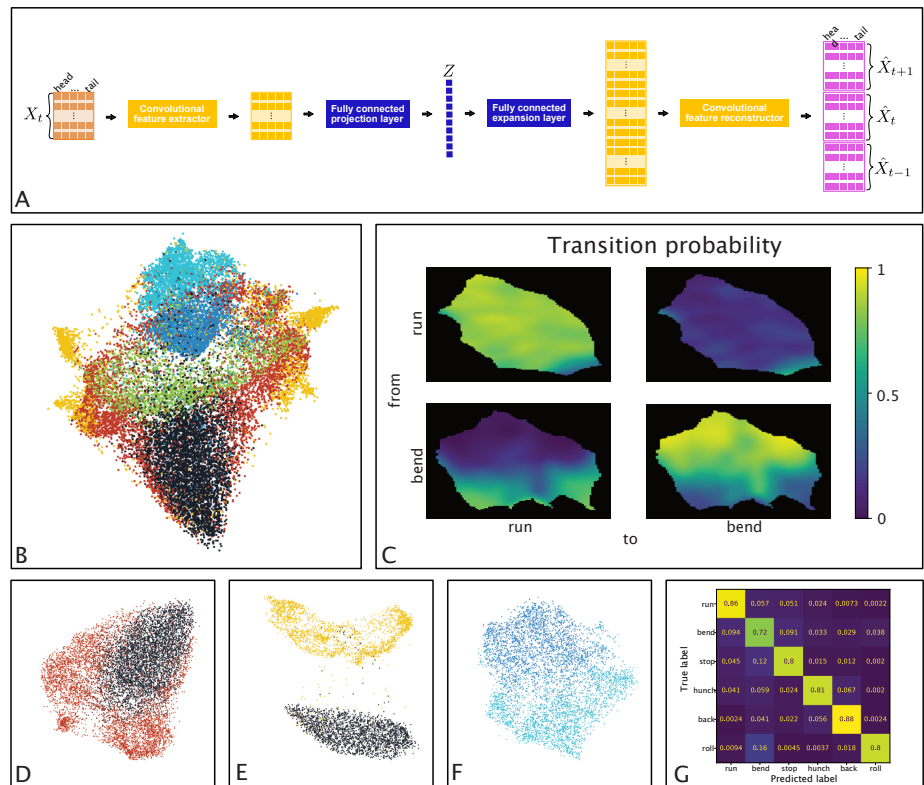 head ... tail
X_t
⋮
Convolutional
feature extractor
⋮
Fully connected
projection layer
Z
Fully connected
expansion layer
⋮
⋮
Convolutional
feature reconstructor
hea
d ... tail
⋮
X̂_{t+1}
⋮
X̂_t
⋮
X̂_{t−1}
A
B
Transition probability
run
from
bend
run
bend
to
1
0.5
0
C
D
E
F
True label
run 0.86 0.057 0.051 0.024 0.0073 0.0022
bend 0.094 0.72 0.091 0.033 0.029 0.038
stop 0.045 0.12 0.8 0.015 0.012 0.002
hunch 0.041 0.059 0.024 0.81 0.067 0.002
back 0.0024 0.041 0.022 0.056 0.88 0.0024
roll 0.0094 0.16 0.0045 0.0037 0.018 0.8
run bend stop hunch back roll
Predicted label
G